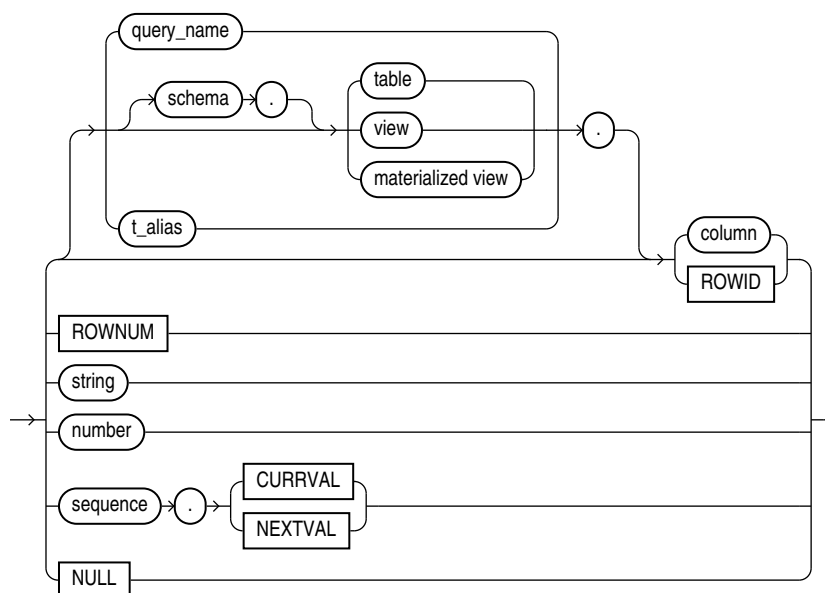 query_name
schema . table
view .
materialized view
t_alias
column
ROWID
ROWNUM
string
number
sequence . CURRVAL
NEXTVAL
NULL